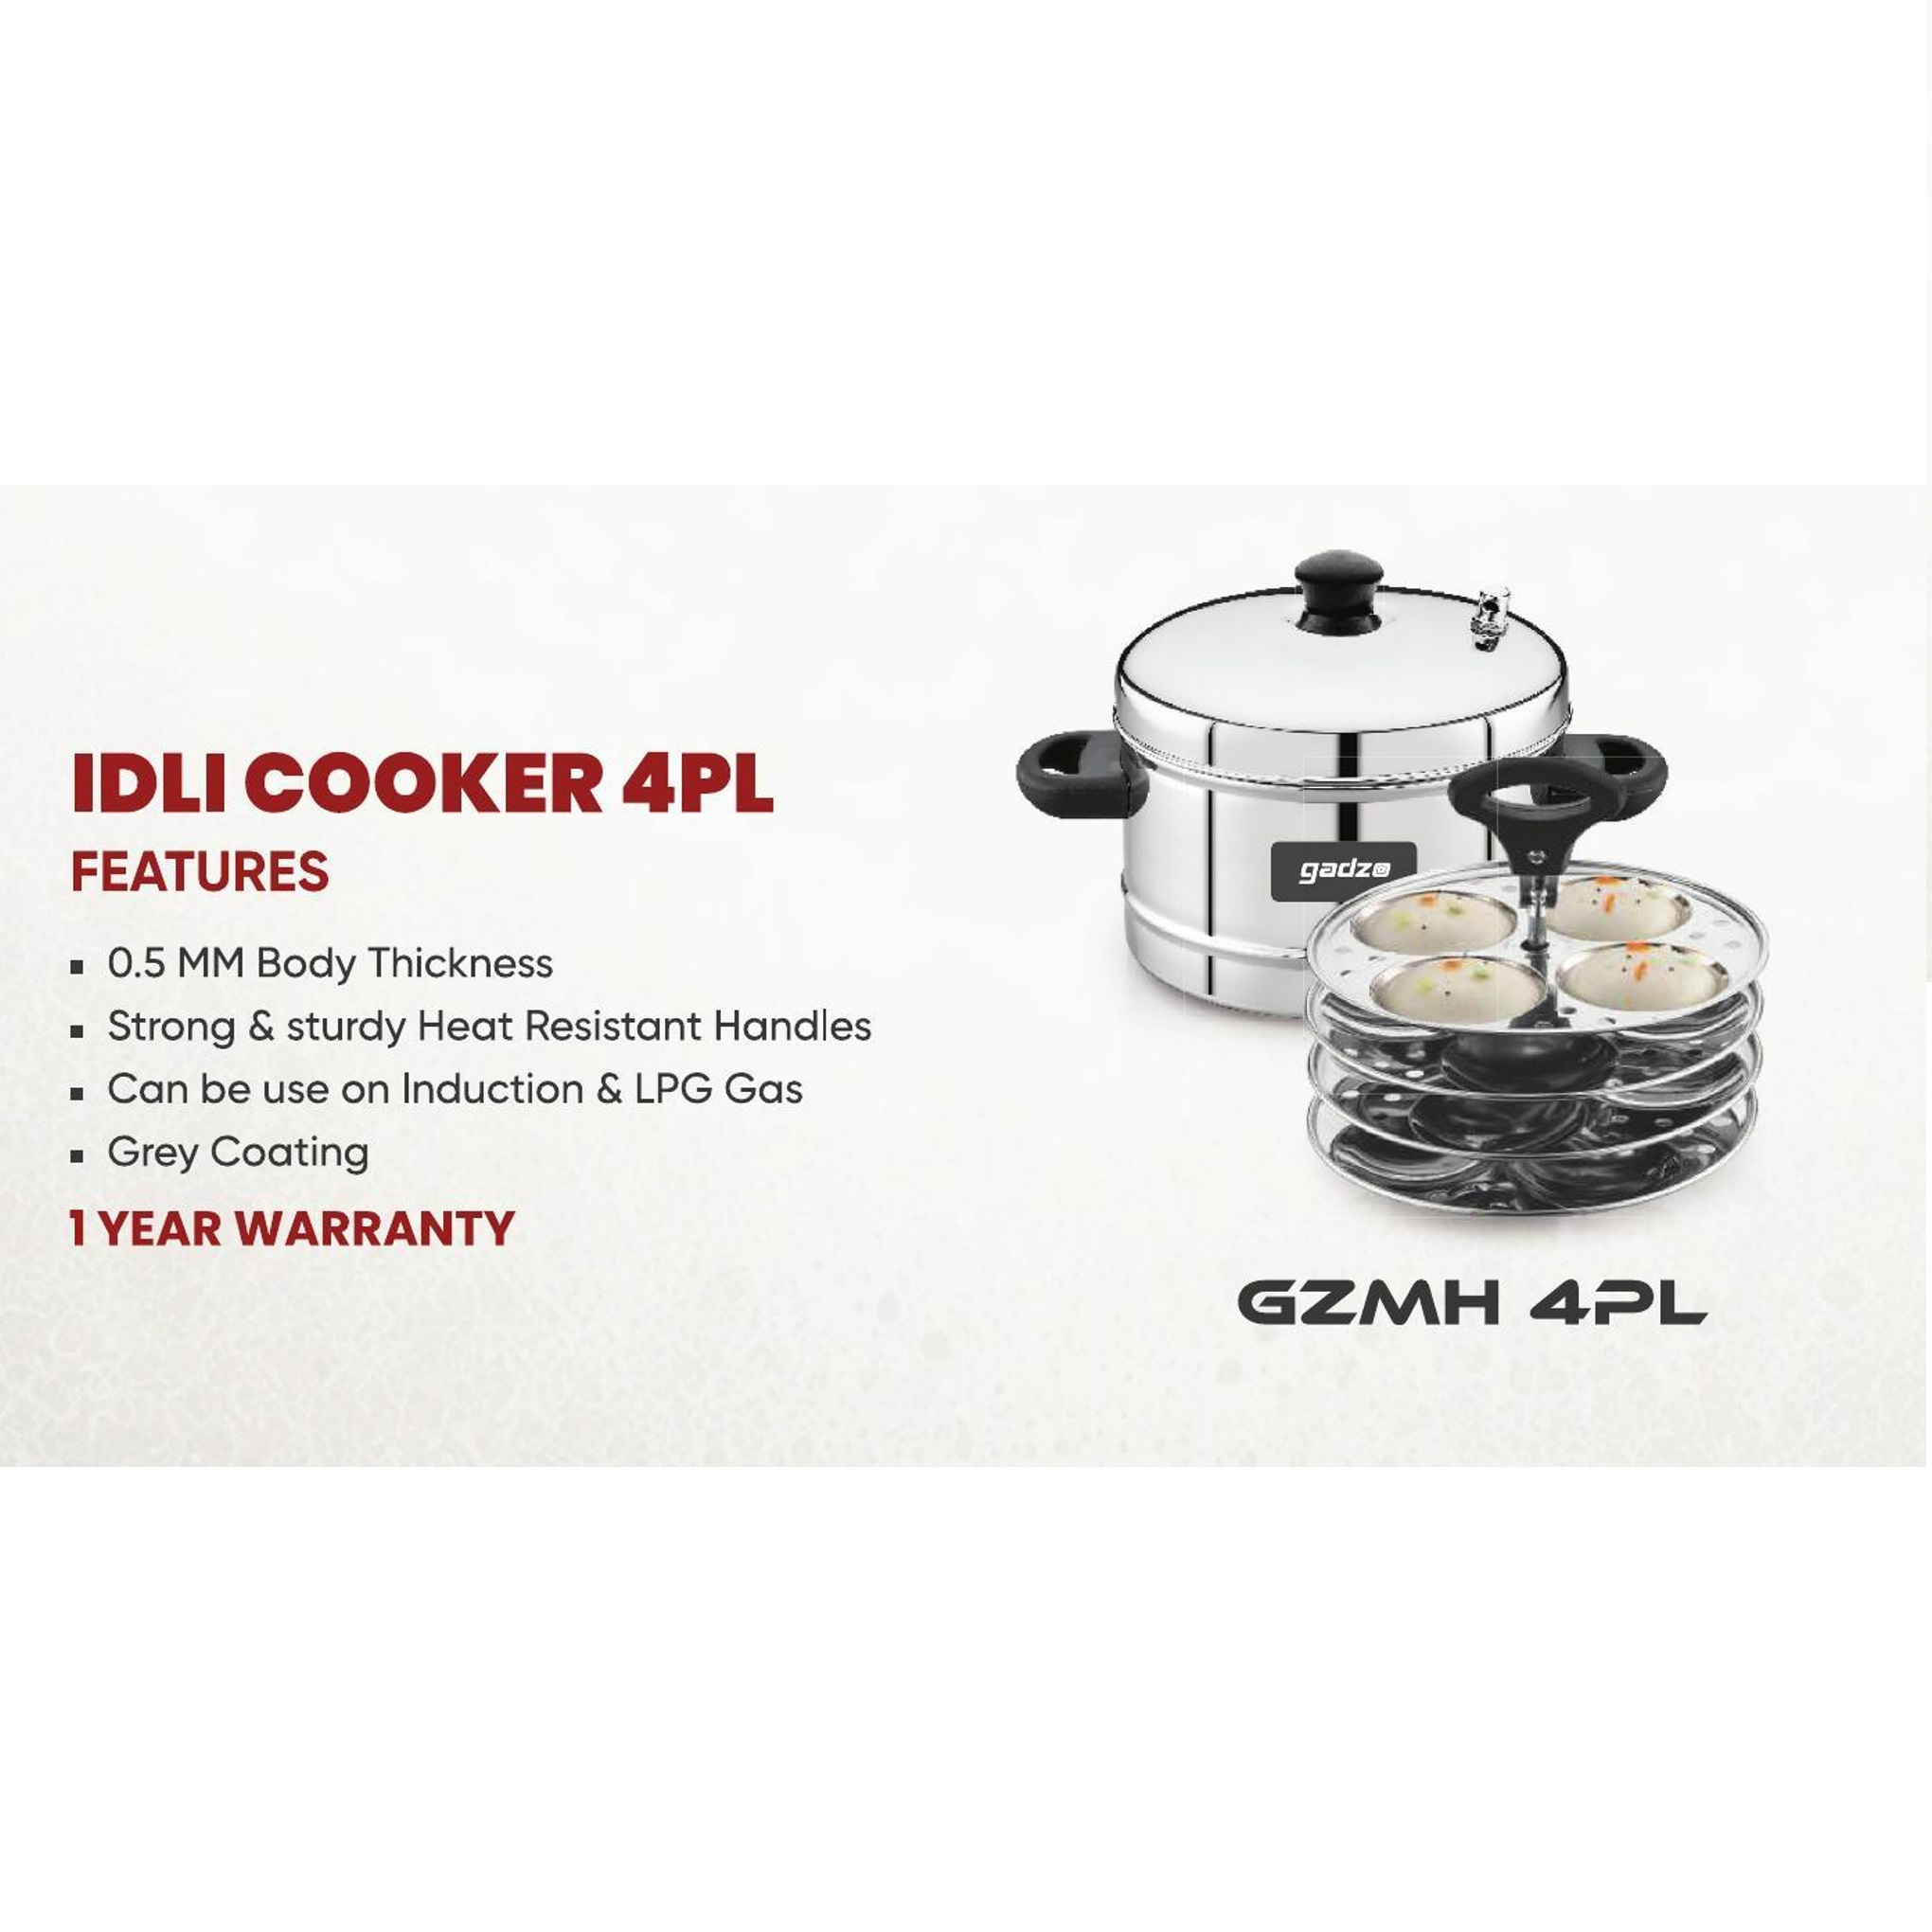 IDLI COOKER 4PL
FEATURES
▪ 0.5 MM Body Thickness
▪ Strong & sturdy Heat Resistant Handles
▪ Can be use on Induction & LPG Gas
▪ Grey Coating
1 YEAR WARRANTY
gadzo
GZMH 4PL